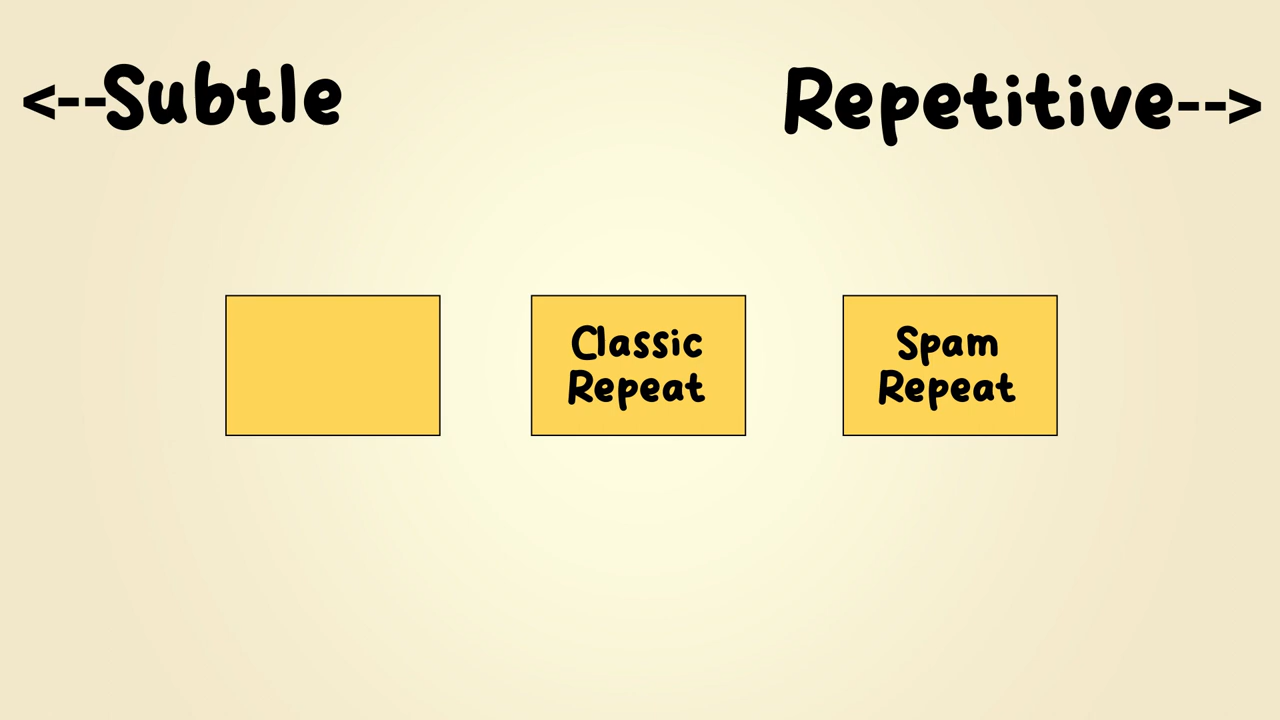 <--Subtle
Repetitive-->
Classic
Repeat
Spam
Repeat